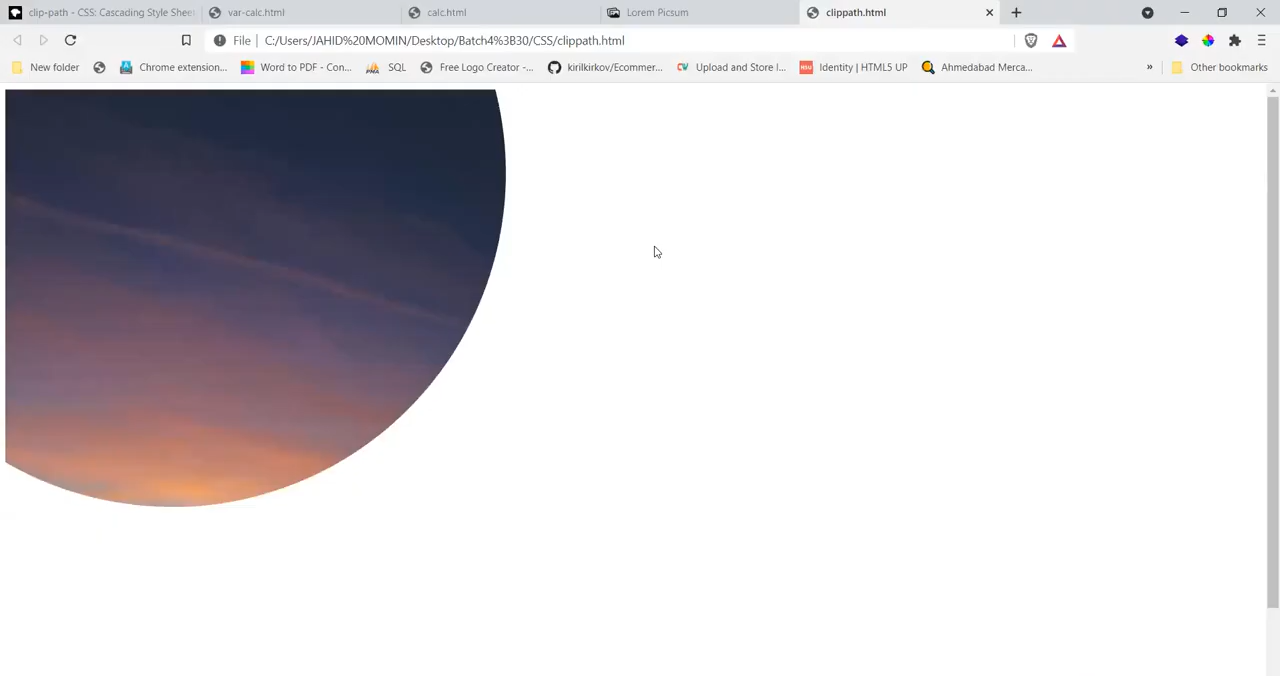 clip-path - CSS: Cascading Style Sheet
var-calc.html
calc.html
Lorem Picsum
clippath.html
File
C:/Users/JAHID%20MOMIN/Desktop/Batch4%3B30/CSS/clippath.html
New folder
Chrome extension...
Word to PDF - Con...
SQL
Free Logo Creator -...
kirilkirkov/Ecommer...
CV
Upload and Store I...
Identity | HTML5 UP
Ahmedabad Merca...
»
Other bookmarks